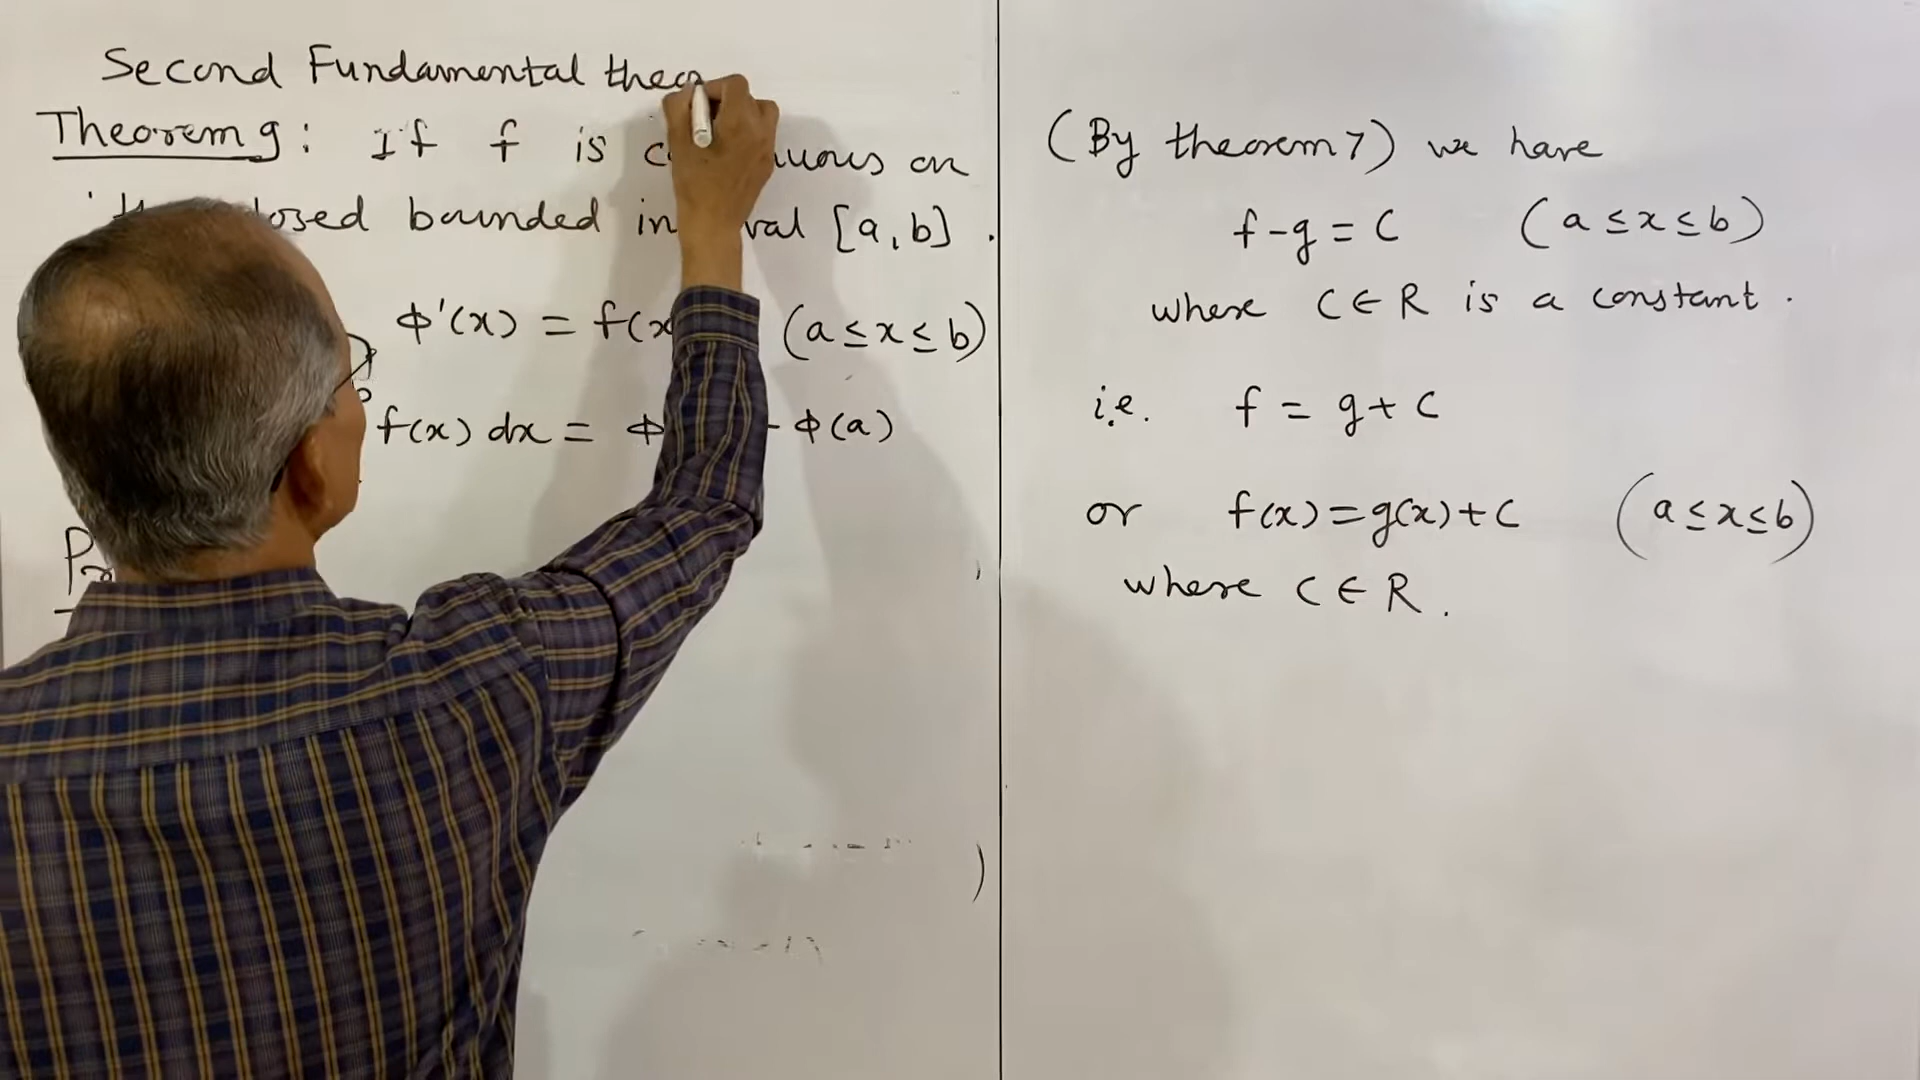 Second Fundamental theo
Theorem 9: If f is continuous on
closed bounded interval [a, b].
Φ'(x) = f(x (a ≤ x ≤ b)
f(x) dx = Φ - Φ(a)
(By theorem 7) we have
f - g = C (a ≤ x ≤ b)
where C ∈ R is a constant.
i.e. f = g + C
or f(x) = g(x) + C (a ≤ x ≤ b)
where C ∈ R.